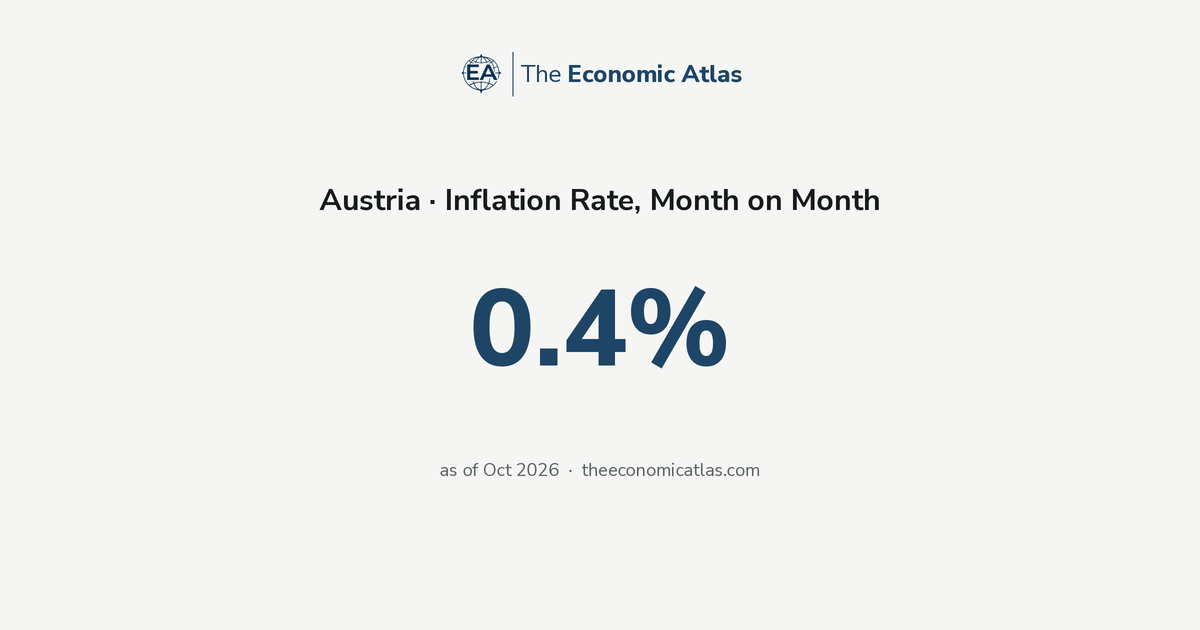 EA The Economic Atlas
Austria · Inflation Rate, Month on Month
0.4%
as of Oct 2026 · theeconomicatlas.com